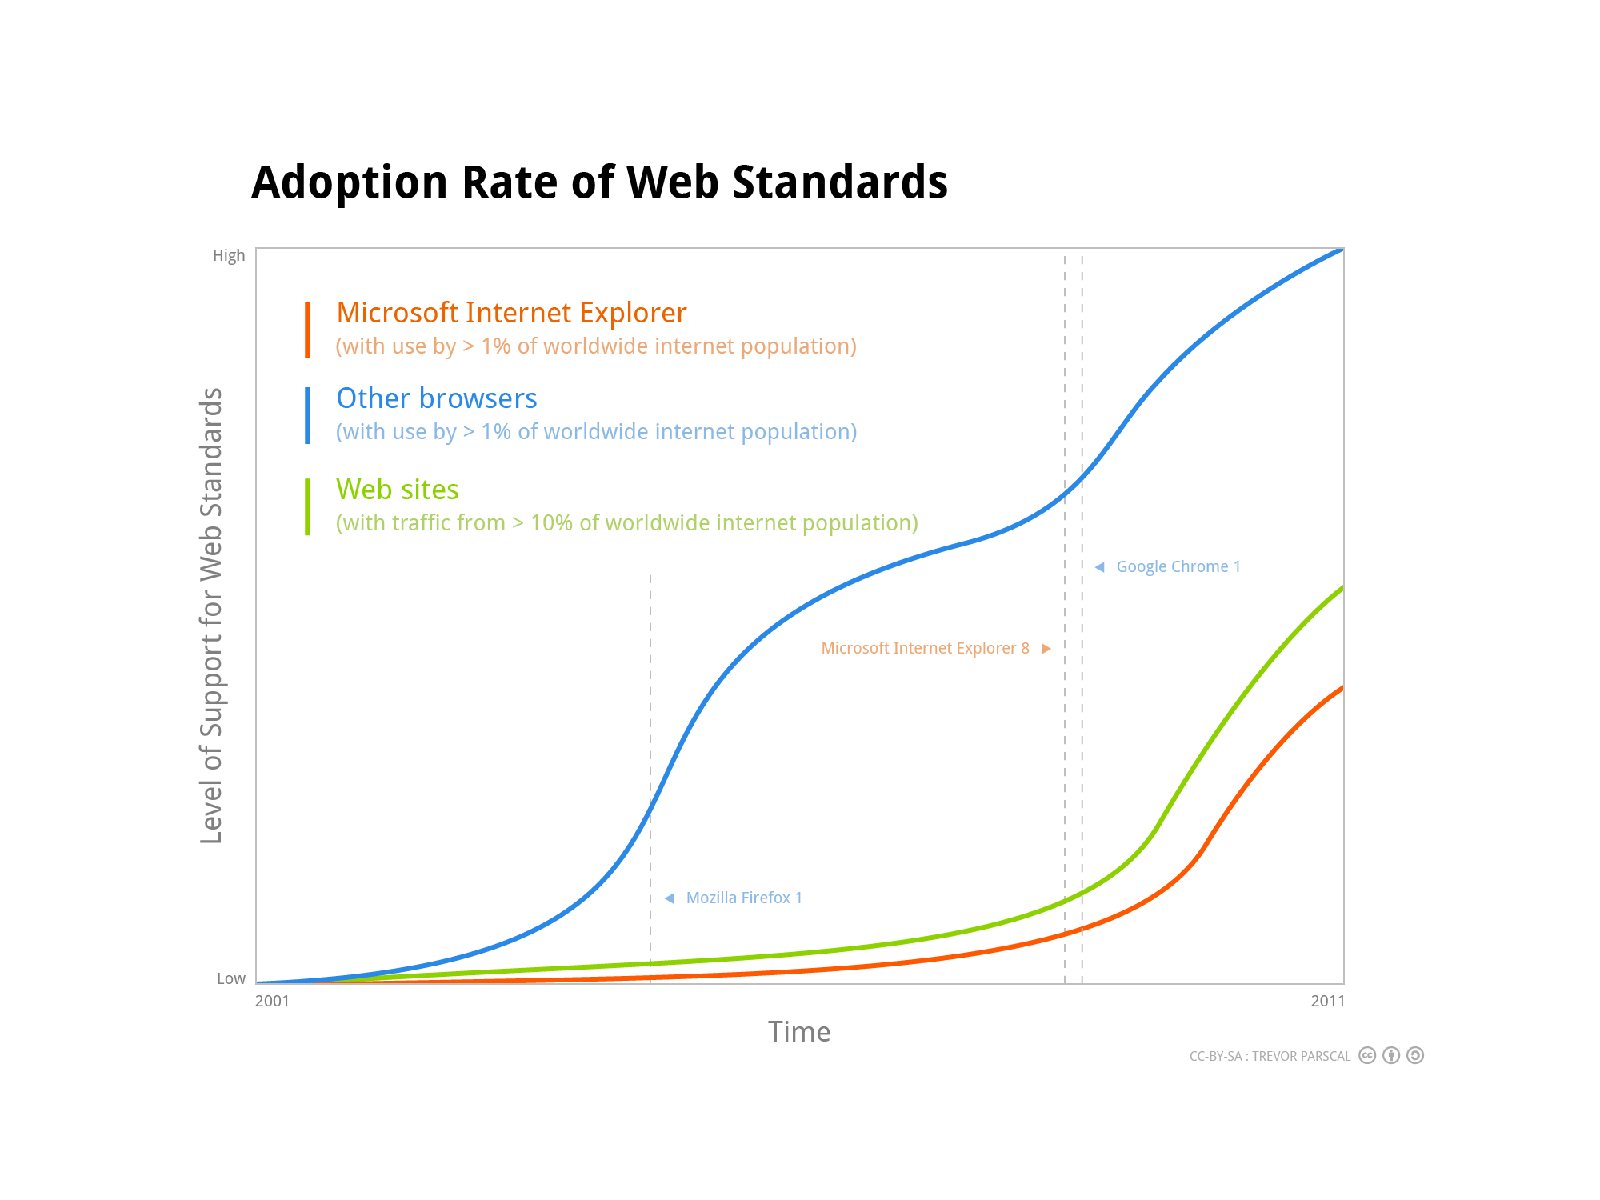 Adoption Rate of Web Standards
High
Microsoft Internet Explorer
(with use by > 1% of worldwide internet population)
Other browsers
(with use by > 1% of worldwide internet population)
Web sites
(with traffic from > 10% of worldwide internet population)
Level of Support for Web Standards
Google Chrome 1
Microsoft Internet Explorer 8
Mozilla Firefox 1
Low
2001
2011
Time
CC-BY-SA : TREVOR PARSCAL